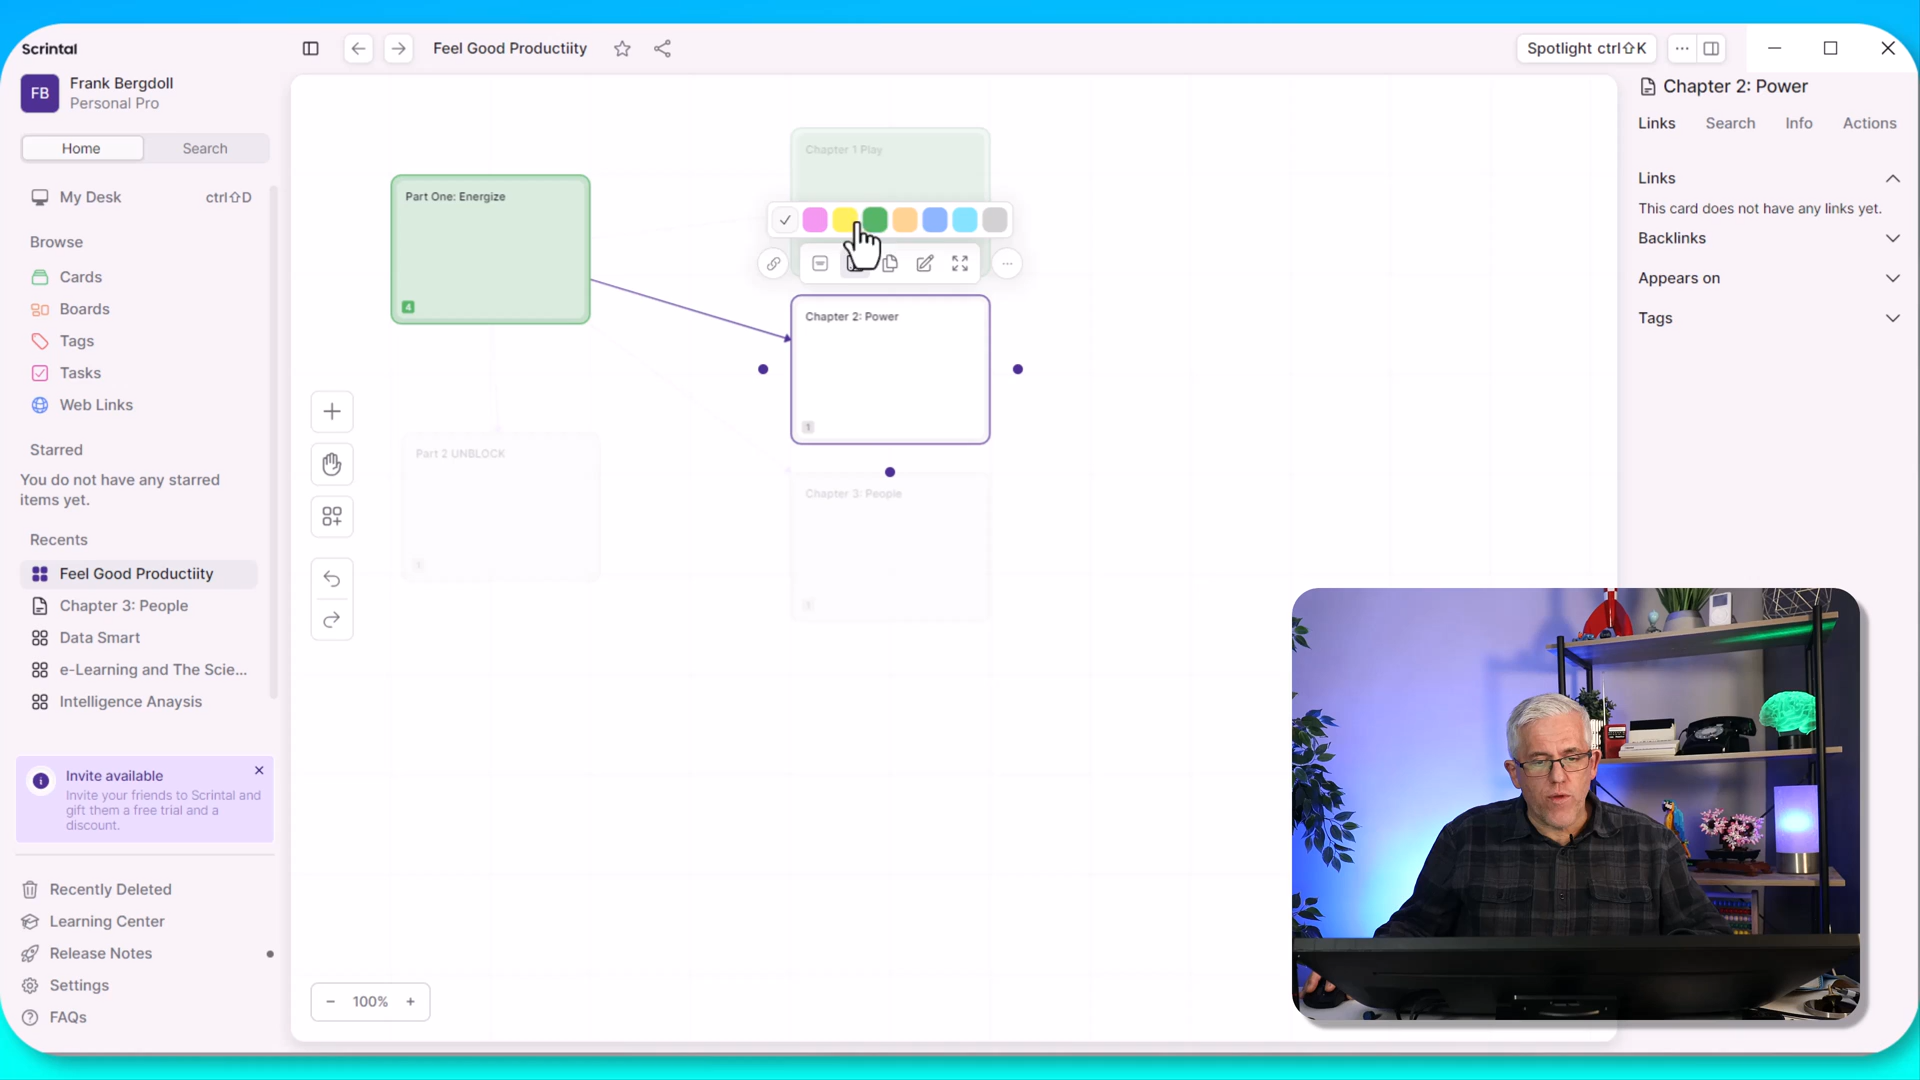 Scrintal
Feel Good Productiity
Spotlight ctrl⇧K
FB
Frank Bergdoll
Personal Pro
Home
Search
My Desk
ctrl⇧D
Browse
Cards
Boards
Tags
Tasks
Web Links
Starred
You do not have any starred
items yet.
Recents
Feel Good Productiity
Chapter 3: People
Data Smart
e-Learning and The Scie...
Intelligence Anaysis
Invite available
Invite your friends to Scrintal and
gift them a free trial and a
discount.
Recently Deleted
Learning Center
Release Notes
Settings
FAQs
Part One: Energize
4
Chapter 1 Play
Chapter 2: Power
1
Part 2 UNBLOCK
1
Chapter 3: People
1
100%
Chapter 2: Power
Links
Search
Info
Actions
Links
This card does not have any links yet.
Backlinks
Appears on
Tags